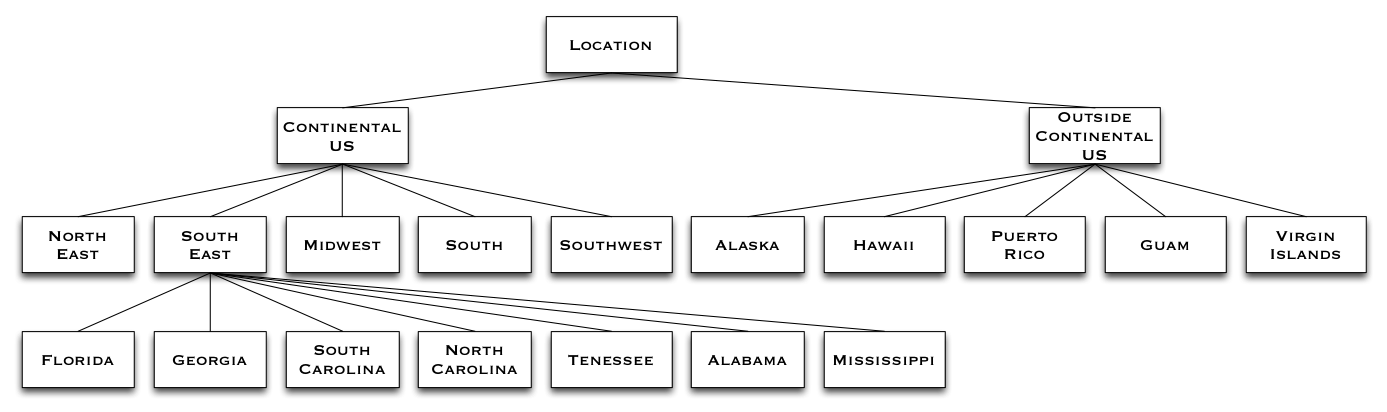 Location
Continental
US
Outside
Continental
US
North
East
South
East
Midwest
South
Southwest
Alaska
Hawaii
Puerto
Rico
Guam
Virgin
Islands
Florida
Georgia
South
Carolina
North
Carolina
Tenessee
Alabama
Mississippi